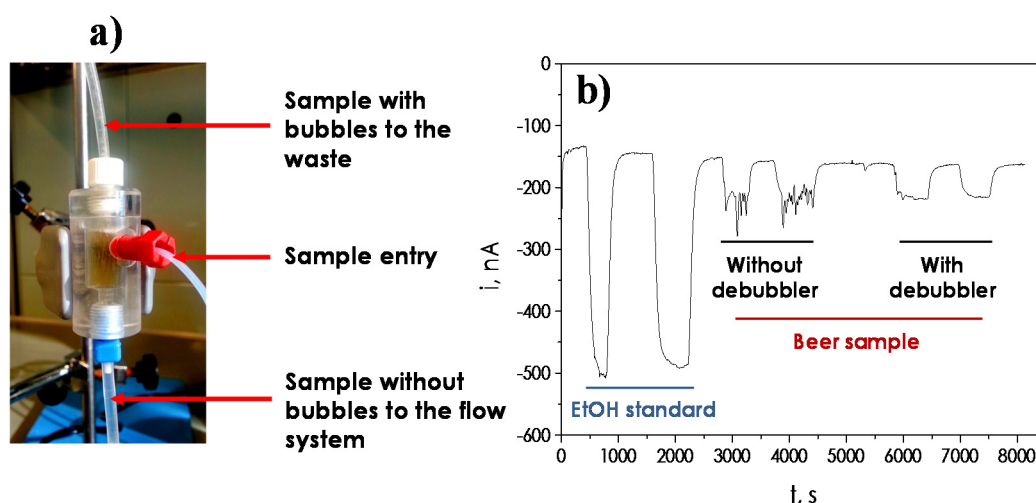 a)
Sample with
bubbles to the
waste
Sample entry
Sample without
bubbles to the flow
system
b)
0
-100
-200
-300
-400
-500
-600
i, nA
Without
debubbler
With
debubbler
Beer sample
EtOH standard
0 1000 2000 3000 4000 5000 6000 7000 8000
t, s